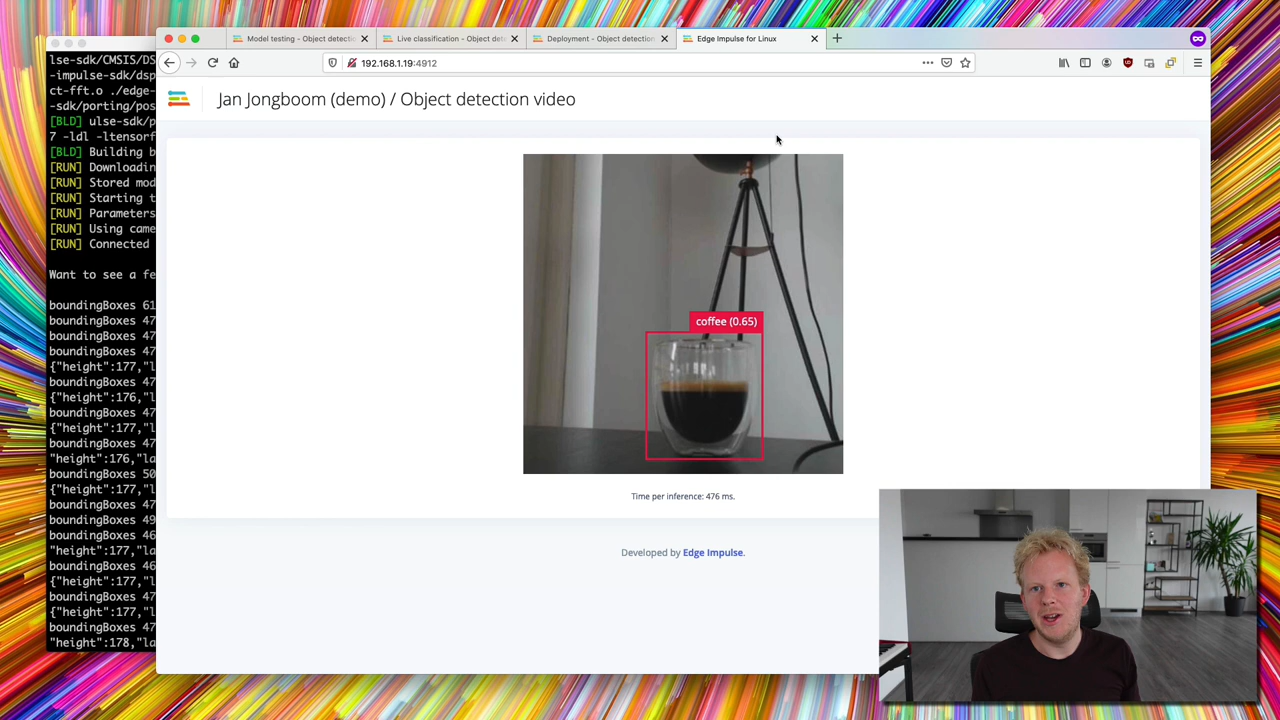 Model testing - Object detectic
Live classification - Object det
Deployment - Object detection
Edge Impulse for Linux
192.168.1.19:4912
Jan Jongboom (demo) / Object detection video
coffee (0.65)
Time per inference: 476 ms.
Developed by Edge Impulse.
lse-sdk/CMSIS/DS
-impulse-sdk/dsp
ct-fft.o ./edge-
-sdk/porting/pos
[BLD] ulse-sdk/p
7 -ldl -ltensorf
[BLD] Building b
[RUN] Downloadin
[RUN] Stored mod
[RUN] Starting t
[RUN] Parameters
[RUN] Using came
[RUN] Connected
Want to see a fe
boundingBoxes 61
boundingBoxes 47
boundingBoxes 47
boundingBoxes 47
{"height":177,"l
boundingBoxes 47
{"height":176,"l
boundingBoxes 47
{"height":177,"l
boundingBoxes 47
"height":176,"la
boundingBoxes 50
{"height":177,"l
boundingBoxes 47
boundingBoxes 49
boundingBoxes 46
"height":177,"la
boundingBoxes 46
{"height":177,"l
boundingBoxes 47
{"height":177,"l
boundingBoxes 47
"height":178,"la